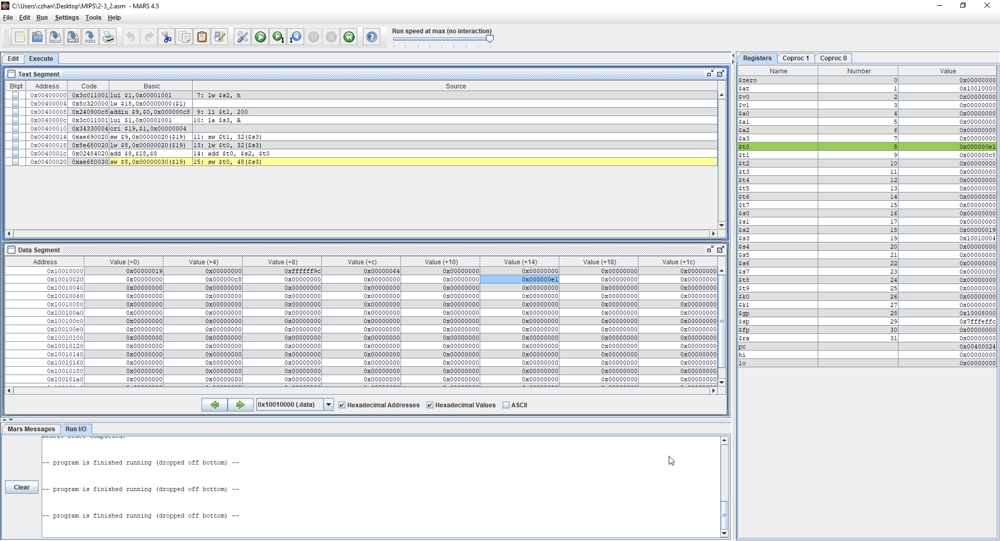 C:\Users\czhan\Desktop\MIPS\2-3_2.asm - MARS 4.5
File Edit Run Settings Tools Help
Run speed at max (no interaction)
Edit Execute
Text Segment
Bkpt Address Code Basic Source
0x00400000 0x3c011001 lui $1,0x00001001 7: lw $s2, h
0x00400004 0x8c320000 lw $18,0x00000000($1)
0x00400008 0x240900c8 addiu $9,$0,0x000000c8 9: li $t1, 200
0x0040000c 0x3c011001 lui $1,0x00001001 10: la $s3, A
0x00400010 0x34330004 ori $19,$1,0x00000004
0x00400014 0xae690020 sw $9,0x00000020($19) 11: sw $t1, 32($s3)
0x00400018 0x8e680020 lw $8,0x00000020($19) 13: lw $t0, 32($s3)
0x0040001c 0x02484020 add $8,$18,$8 14: add $t0, $s2, $t0
0x00400020 0xae680030 sw $8,0x00000030($19) 15: sw $t0, 48($s3)
Data Segment
Address Value (+0) Value (+4) Value (+8) Value (+c) Value (+10) Value (+14) Value (+18) Value (+1c)
0x10010000 0x00000019 0x00000000 0xffffff9c 0x00000064 0x00000000 0x00000000 0x00000000 0x00000000
0x10010020 0x00000000 0x000000c8 0x00000000 0x00000000 0x00000000 0x000000e1 0x00000000 0x00000000
0x10010040 0x00000000 0x00000000 0x00000000 0x00000000 0x00000000 0x00000000 0x00000000 0x00000000
0x10010060 0x00000000 0x00000000 0x00000000 0x00000000 0x00000000 0x00000000 0x00000000 0x00000000
0x10010080 0x00000000 0x00000000 0x00000000 0x00000000 0x00000000 0x00000000 0x00000000 0x00000000
0x100100a0 0x00000000 0x00000000 0x00000000 0x00000000 0x00000000 0x00000000 0x00000000 0x00000000
0x100100c0 0x00000000 0x00000000 0x00000000 0x00000000 0x00000000 0x00000000 0x00000000 0x00000000
0x100100e0 0x00000000 0x00000000 0x00000000 0x00000000 0x00000000 0x00000000 0x00000000 0x00000000
0x10010100 0x00000000 0x00000000 0x00000000 0x00000000 0x00000000 0x00000000 0x00000000 0x00000000
0x10010120 0x00000000 0x00000000 0x00000000 0x00000000 0x00000000 0x00000000 0x00000000 0x00000000
0x10010140 0x00000000 0x00000000 0x00000000 0x00000000 0x00000000 0x00000000 0x00000000 0x00000000
0x10010160 0x00000000 0x00000000 0x00000000 0x00000000 0x00000000 0x00000000 0x00000000 0x00000000
0x10010180 0x00000000 0x00000000 0x00000000 0x00000000 0x00000000 0x00000000 0x00000000 0x00000000
0x100101a0 0x00000000 0x00000000 0x00000000 0x00000000 0x00000000 0x00000000 0x00000000 0x00000000
0x10010000 (.data) Hexadecimal Addresses Hexadecimal Values ASCII
Mars Messages Run I/O
Reset: reset completed.
-- program is finished running (dropped off bottom) --
-- program is finished running (dropped off bottom) --
-- program is finished running (dropped off bottom) --
Clear
Registers Coproc 1 Coproc 0
Name Number Value
$zero 0 0x00000000
$at 1 0x10010000
$v0 2 0x00000000
$v1 3 0x00000000
$a0 4 0x00000000
$a1 5 0x00000000
$a2 6 0x00000000
$a3 7 0x00000000
$t0 8 0x000000e1
$t1 9 0x000000c8
$t2 10 0x00000000
$t3 11 0x00000000
$t4 12 0x00000000
$t5 13 0x00000000
$t6 14 0x00000000
$t7 15 0x00000000
$s0 16 0x00000000
$s1 17 0x00000000
$s2 18 0x00000019
$s3 19 0x10010004
$s4 20 0x00000000
$s5 21 0x00000000
$s6 22 0x00000000
$s7 23 0x00000000
$t8 24 0x00000000
$t9 25 0x00000000
$k0 26 0x00000000
$k1 27 0x00000000
$gp 28 0x10008000
$sp 29 0x7fffeffc
$fp 30 0x00000000
$ra 31 0x00000000
pc 0x00400024
hi 0x00000000
lo 0x00000000